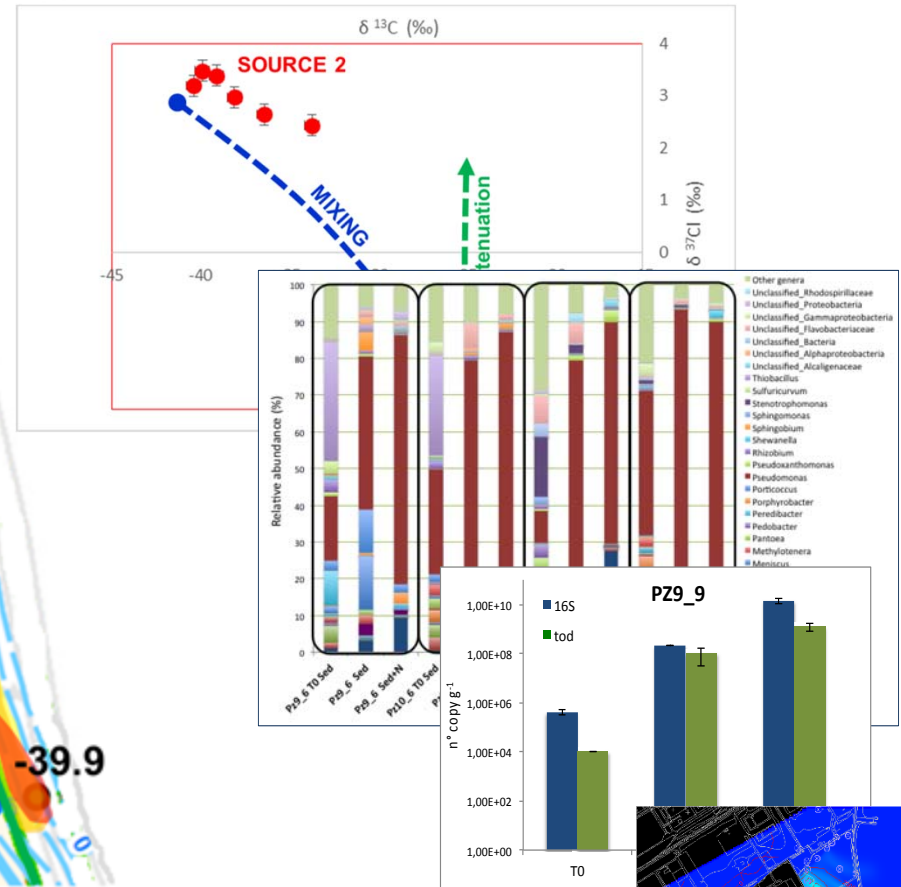 δ ¹³C (‰)
SOURCE 2
4
3
2
1
0
δ ³⁷Cl (‰)
MIXING
tenuation
-45
-40
100
90
80
70
60
50
40
30
20
10
0
Relative abundance (%)
Pz9_6 T0 Sed
Pz9_6 Sed
Pz9_6 Sed+N
Pz10_6 T0 Sed
Other genera
Unclassified_Rhodospirillaceae
Unclassified_Proteobacteria
Unclassified_Gammaproteobacteria
Unclassified_Flavobacteriaceae
Unclassified_Bacteria
Unclassified_Alphaproteobacteria
Unclassified_Alcaligenaceae
Thiobacillus
Sulfuricurvum
Stenotrophomonas
Sphingomonas
Sphingobium
Shewanella
Rhizobium
Pseudoxanthomonas
Pseudomonas
Porticoccus
Porphyrobacter
Peredibacter
Pedobacter
Pantoea
Methylotenera
Meniscus
PZ9_9
16S
tod
n° copy g⁻¹
1,00E+10
1,00E+08
1,00E+06
1,00E+04
1,00E+02
1,00E+00
T0
-39.9
0